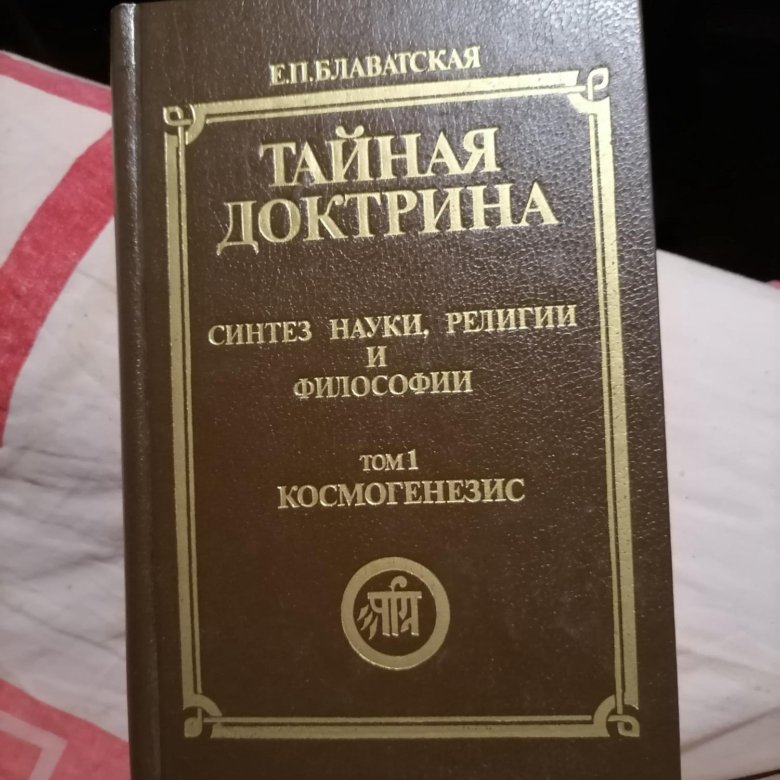 Е.П.БЛАВАТСКАЯ
ТАЙНАЯ
ДОКТРИНА
СИНТЕЗ НАУКИ, РЕЛИГИИ
И
ФИЛОСОФИИ
ТОМ 1
КОСМОГЕНЕЗИС